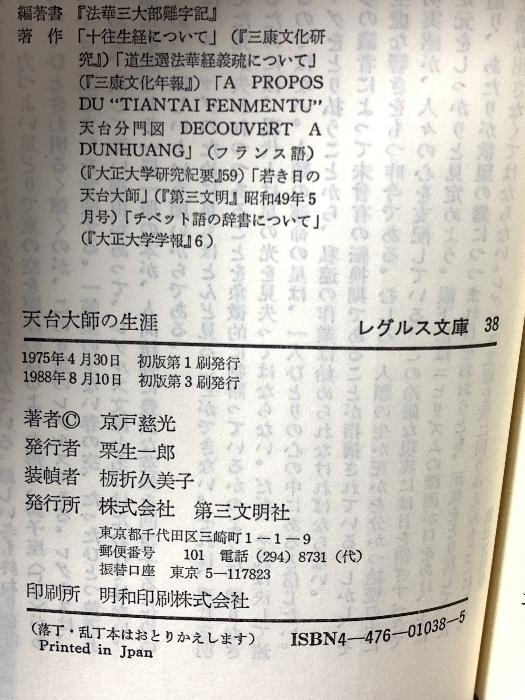 編著書 『法華三大部難字記』
著 作 「十往生経について」(『三康文化研
究』)「道生選法華経義疏について」
(『三康文化年報』)「A PROPOS
DU “TIANTAI FENMENTU”
天台分門図 DECOUVERT A
DUNHUANG」(フランス語)
(『大正大学研究紀要』59)「若き日の
天台大師」(『第三文明』昭和49年5
月号)「チベット語の辞書について」
(『大正大学学報』6)
天台大師の生涯 レグルス文庫 38
1975年4月30日 初版第1刷発行
1988年8月10日 初版第3刷発行
著者© 京戸慈光
発行者 栗生一郎
装幀者 栃折久美子
発行所 株式会社 第三文明社
東京都千代田区三崎町1-1-9
郵便番号 101 電話(294)8731(代)
振替口座 東京5-117823
印刷所 明和印刷株式会社
(落丁・乱丁本はおとりかえします) ISBN4-476-01038-5
Printed in Jpan